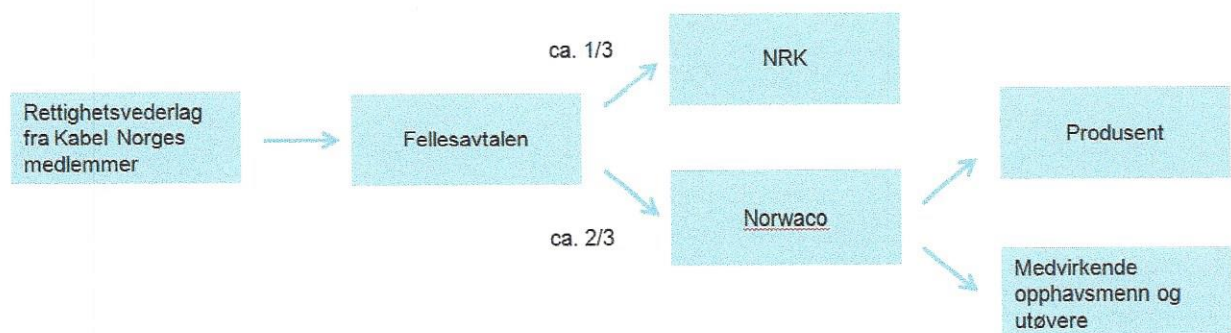 Rettighetsvederlag
fra Kabel Norges
medlemmer
Fellesavtalen
ca. 1/3
NRK
ca. 2/3
Norwaco
Produsent
Medvirkende
opphavsmenn og
utøvere